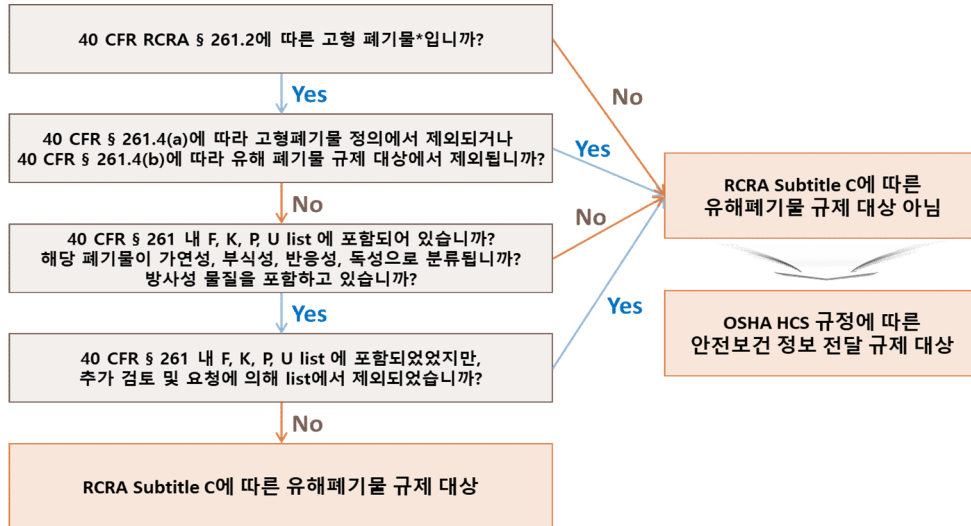 40 CFR RCRA § 261.2에 따른 고형 폐기물*입니까?
No
Yes
40 CFR § 261.4(a)에 따라 고형폐기물 정의에서 제외되거나
40 CFR § 261.4(b)에 따라 유해 폐기물 규제 대상에서 제외됩니까?
Yes
RCRA Subtitle C에 따른
유해폐기물 규제 대상 아님
No
No
40 CFR § 261 내 F, K, P, U list 에 포함되어 있습니까?
해당 폐기물이 가연성, 부식성, 반응성, 독성으로 분류됩니까?
방사성 물질을 포함하고 있습니까?
Yes
Yes
OSHA HCS 규정에 따른
안전보건 정보 전달 규제 대상
40 CFR § 261 내 F, K, P, U list 에 포함되었었지만,
추가 검토 및 요청에 의해 list에서 제외되었습니까?
No
RCRA Subtitle C에 따른 유해폐기물 규제 대상